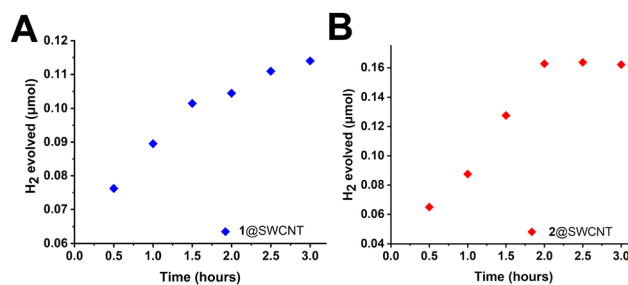 A
H2 evolved (μmol)
0.12
0.11
0.10
0.09
0.08
0.07
0.06
0.0 0.5 1.0 1.5 2.0 2.5 3.0
1@SWCNT
Time (hours)
B
H2 evolved (μmol)
0.16
0.14
0.12
0.10
0.08
0.06
0.04
0.0 0.5 1.0 1.5 2.0 2.5 3.0
2@SWCNT
Time (hours)